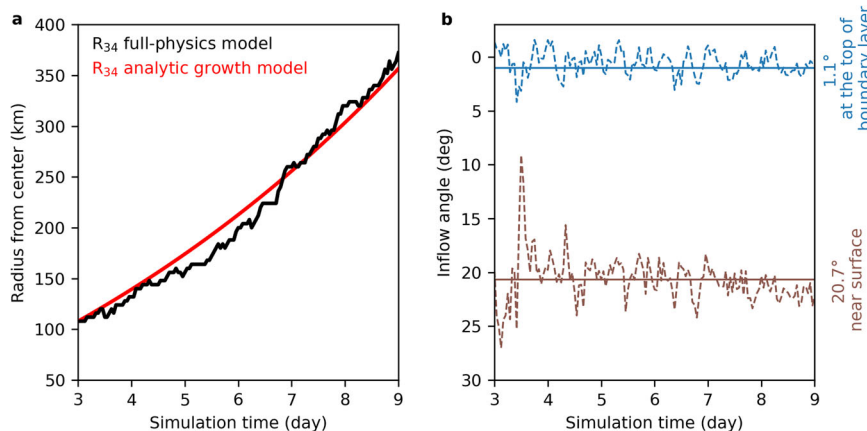 a
R₃₄ full-physics model
R₃₄ analytic growth model
Radius from center (km)
400
350
300
250
200
150
100
50
3 4 5 6 7 8 9
Simulation time (day)
b
Inflow angle (deg)
0
5
10
15
20
25
30
3 4 5 6 7 8 9
Simulation time (day)
1.1°
at the top of
boundary layer
20.7°
near surface